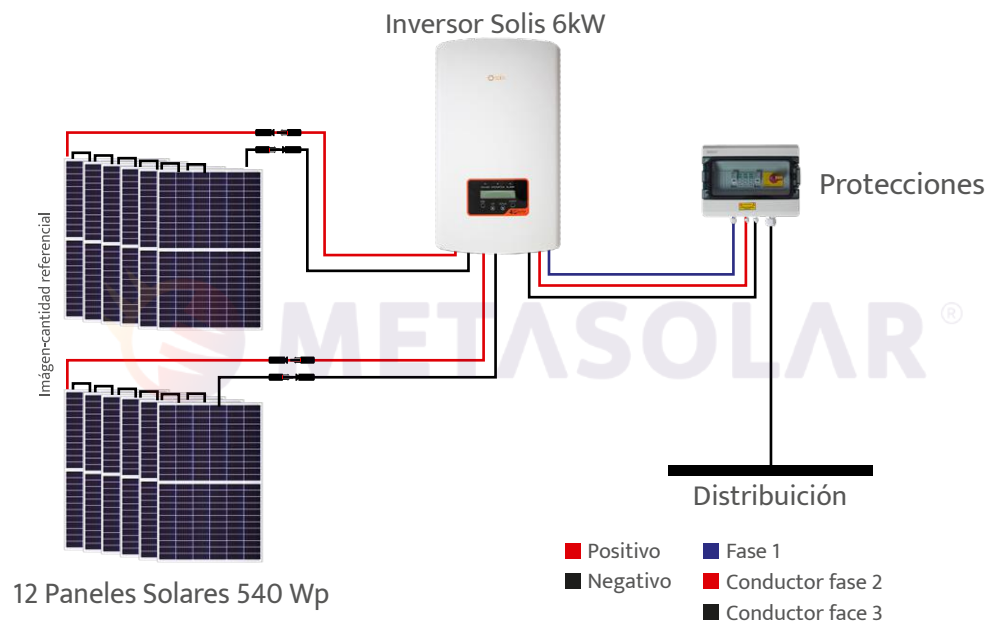 Inversor Solis 6kW
Protecciones
Imágen-cantidad referencial
METASOLAR®
Distribuición
Positivo
Fase 1
Negativo
Conductor fase 2
Conductor face 3
12 Paneles Solares 540 Wp